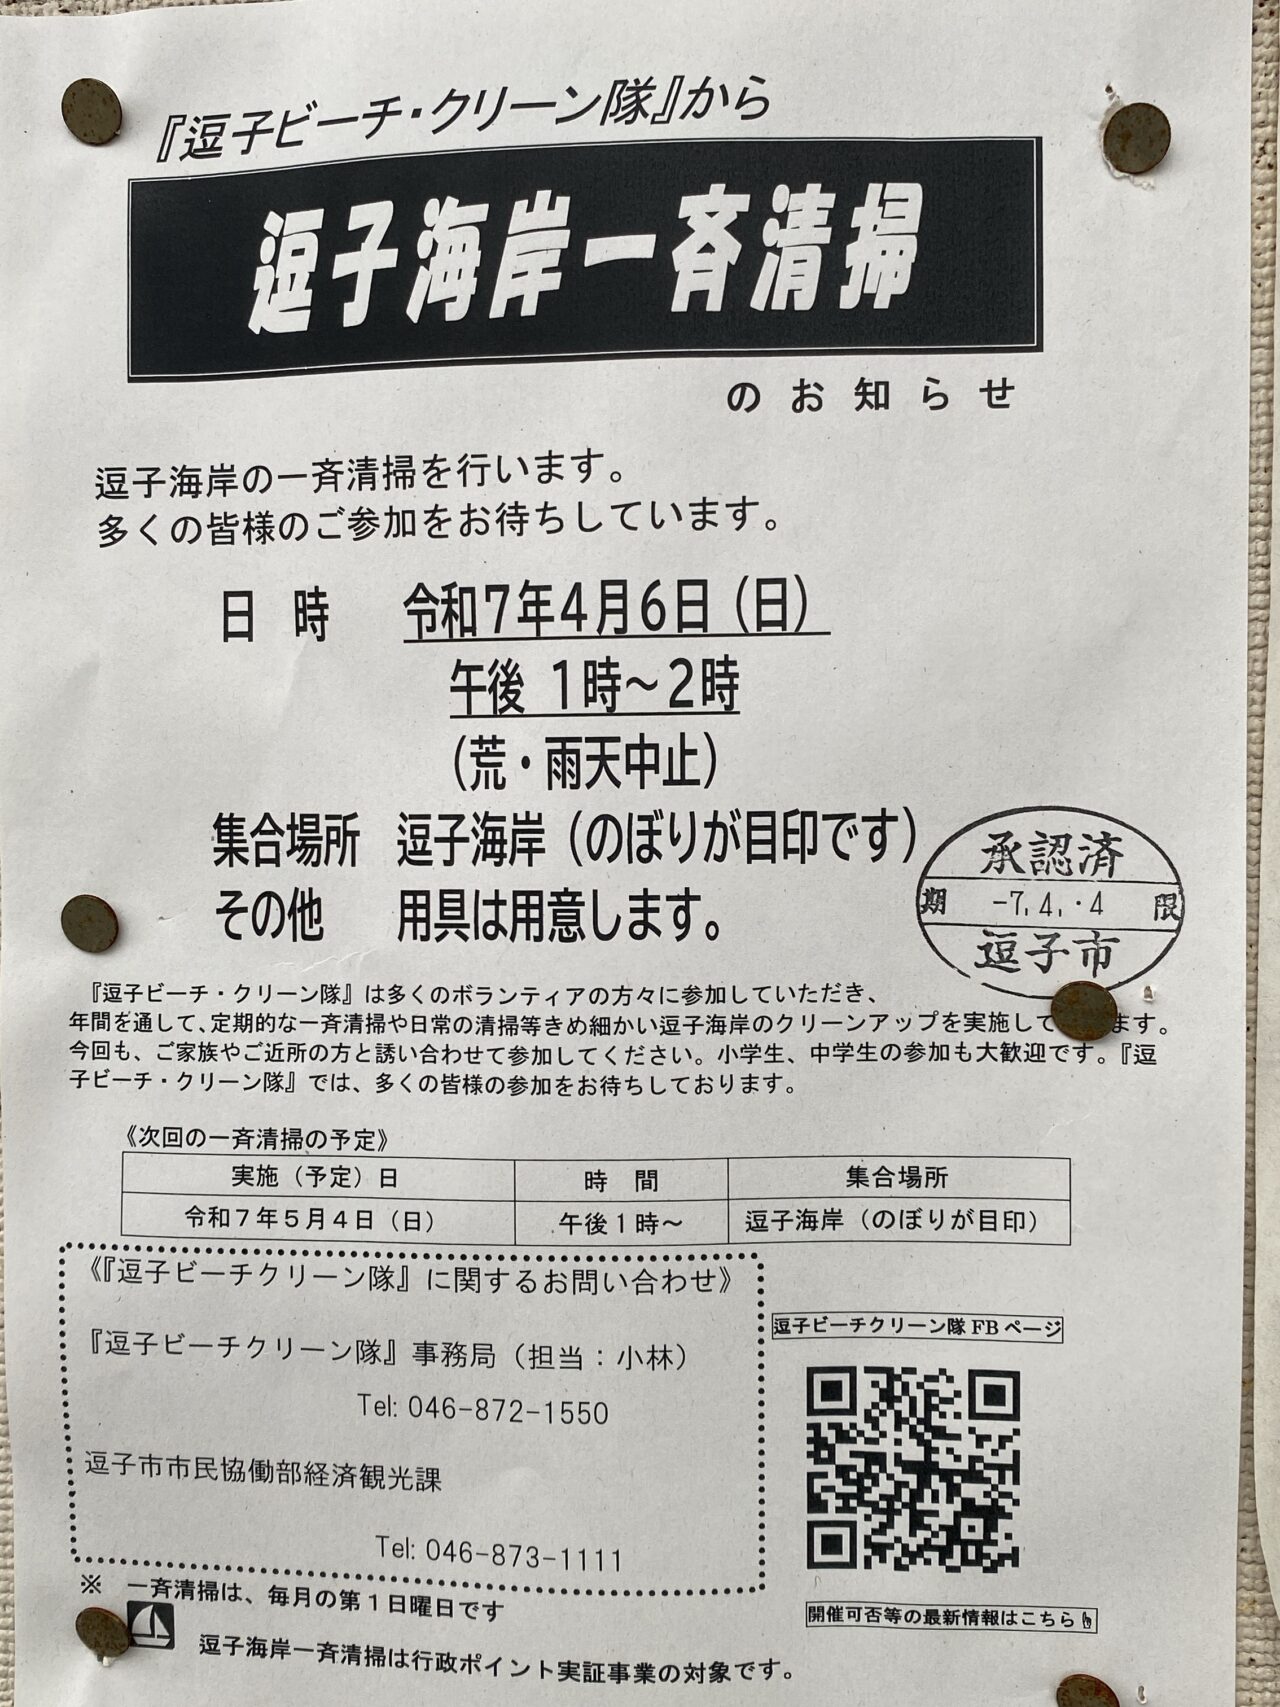 『逗子ビーチ・クリーン隊』から
逗子海岸一斉清掃
のお知らせ
逗子海岸の一斉清掃を行います。
多くの皆様のご参加をお待ちしています。
日 時 令和7年4月6日（日）
午後 1時～2時
（荒・雨天中止）
集合場所 逗子海岸（のぼりが目印です）
その他 用具は用意します。
承認済
期 -7.4.・4 限
逗子市
『逗子ビーチ・クリーン隊』は多くのボランティアの方々に参加していただき、
年間を通して、定期的な一斉清掃や日常の清掃等きめ細かい逗子海岸のクリーンアップを実施して ます。
今回も、ご家族やご近所の方と誘い合わせて参加してください。小学生、中学生の参加も大歓迎です。『逗
子ビーチ・クリーン隊』では、多くの皆様の参加をお待ちしております。
《次回の一斉清掃の予定》
実施（予定）日 時 間 集合場所
令和7年5月4日（日） 午後1時～ 逗子海岸（のぼりが目印）
《『逗子ビーチクリーン隊』に関するお問い合わせ》
『逗子ビーチクリーン隊』事務局（担当：小林）
Tel: 046-872-1550
逗子市市民協働部経済観光課
Tel: 046-873-1111
逗子ビーチクリーン隊 FB ページ
開催可否等の最新情報はこちら
※ 一斉清掃は、毎月の第1日曜日です
逗子海岸一斉清掃は行政ポイント実証事業の対象です。